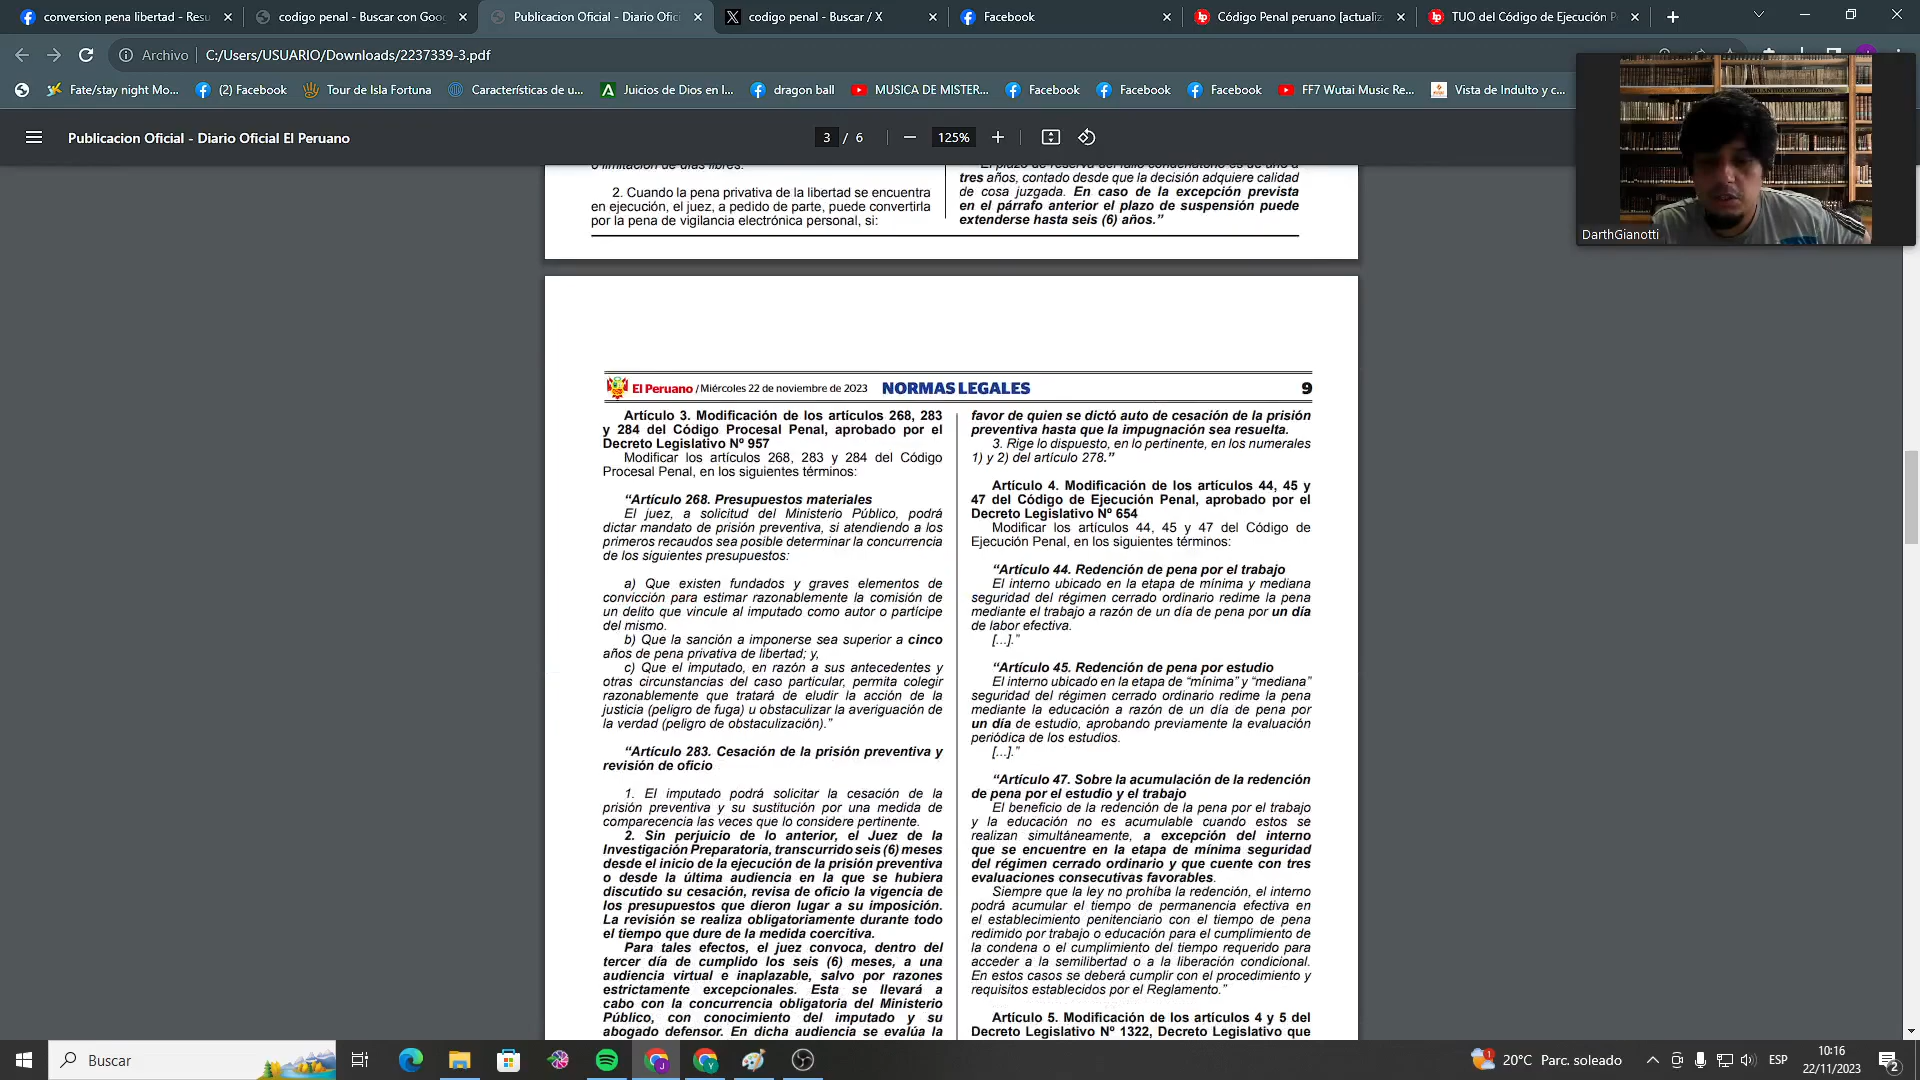 conversion pena libertad - Resu
codigo penal - Buscar con Goo
Publicacion Oficial - Diario Ofic
codigo penal - Buscar / X
Facebook
Código Penal peruano [actualiz
TUO del Código de Ejecución P
Archivo
C:/Users/USUARIO/Downloads/2237339-3.pdf
Fate/stay night Mo...
(2) Facebook
Tour de Isla Fortuna
Características de u...
Juicios de Dios en l...
dragon ball
MUSICA DE MISTER...
Facebook
Facebook
Facebook
FF7 Wutai Music Re...
Vista de Indulto y c...
Publicacion Oficial - Diario Oficial El Peruano
3 / 6
125%
DarthGianotti
o limitación de días libres.
2. Cuando la pena privativa de la libertad se encuentra
en ejecución, el juez, a pedido de parte, puede convertirla
por la pena de vigilancia electrónica personal, si:
El plazo de reserva del fallo condenatorio es de uno a
tres años, contado desde que la decisión adquiere calidad
de cosa juzgada. En caso de la excepción prevista
en el párrafo anterior el plazo de suspensión puede
extenderse hasta seis (6) años.”
El Peruano / Miércoles 22 de noviembre de 2023
NORMAS LEGALES
9
Artículo 3. Modificación de los artículos 268, 283
y 284 del Código Procesal Penal, aprobado por el
Decreto Legislativo Nº 957
Modificar los artículos 268, 283 y 284 del Código
Procesal Penal, en los siguientes términos:
“Artículo 268. Presupuestos materiales
El juez, a solicitud del Ministerio Público, podrá
dictar mandato de prisión preventiva, si atendiendo a los
primeros recaudos sea posible determinar la concurrencia
de los siguientes presupuestos:
a) Que existen fundados y graves elementos de
convicción para estimar razonablemente la comisión de
un delito que vincule al imputado como autor o partícipe
del mismo.
b) Que la sanción a imponerse sea superior a cinco
años de pena privativa de libertad; y,
c) Que el imputado, en razón a sus antecedentes y
otras circunstancias del caso particular, permita colegir
razonablemente que tratará de eludir la acción de la
justicia (peligro de fuga) u obstaculizar la averiguación de
la verdad (peligro de obstaculización).”
“Artículo 283. Cesación de la prisión preventiva y
revisión de oficio
1. El imputado podrá solicitar la cesación de la
prisión preventiva y su sustitución por una medida de
comparecencia las veces que lo considere pertinente.
2. Sin perjuicio de lo anterior, el Juez de la
Investigación Preparatoria, transcurrido seis (6) meses
desde el inicio de la ejecución de la prisión preventiva
o desde la última audiencia en la que se hubiera
discutido su cesación, revisa de oficio la vigencia de
los presupuestos que dieron lugar a su imposición.
La revisión se realiza obligatoriamente durante todo
el tiempo que dure de la medida coercitiva.
Para tales efectos, el juez convoca, dentro del
tercer día de cumplido los seis (6) meses, a una
audiencia virtual e inaplazable, salvo por razones
estrictamente excepcionales. Esta se llevará a
cabo con la concurrencia obligatoria del Ministerio
Público, con conocimiento del imputado y su
abogado defensor. En dicha audiencia se evalúa la
favor de quien se dictó auto de cesación de la prisión
preventiva hasta que la impugnación sea resuelta.
3. Rige lo dispuesto, en lo pertinente, en los numerales
1) y 2) del artículo 278.”
Artículo 4. Modificación de los artículos 44, 45 y
47 del Código de Ejecución Penal, aprobado por el
Decreto Legislativo Nº 654
Modificar los artículos 44, 45 y 47 del Código de
Ejecución Penal, en los siguientes términos:
“Artículo 44. Redención de pena por el trabajo
El interno ubicado en la etapa de mínima y mediana
seguridad del régimen cerrado ordinario redime la pena
mediante el trabajo a razón de un día de pena por un día
de labor efectiva.
[...].”
“Artículo 45. Redención de pena por estudio
El interno ubicado en la etapa de “mínima” y “mediana”
seguridad del régimen cerrado ordinario redime la pena
mediante la educación a razón de un día de pena por
un día de estudio, aprobando previamente la evaluación
periódica de los estudios.
[...].”
“Artículo 47. Sobre la acumulación de la redención
de pena por el estudio y el trabajo
El beneficio de la redención de la pena por el trabajo
y la educación no es acumulable cuando estos se
realizan simultáneamente, a excepción del interno
que se encuentre en la etapa de mínima seguridad
del régimen cerrado ordinario y que cuente con tres
evaluaciones consecutivas favorables.
Siempre que la ley no prohíba la redención, el interno
podrá acumular el tiempo de permanencia efectiva en
el establecimiento penitenciario con el tiempo de pena
redimido por trabajo o educación para el cumplimiento de
la condena o el cumplimiento del tiempo requerido para
acceder a la semilibertad o a la liberación condicional.
En estos casos se deberá cumplir con el procedimiento y
requisitos establecidos por el Reglamento.”
Artículo 5. Modificación de los artículos 4 y 5 del
Decreto Legislativo Nº 1322, Decreto Legislativo que
Buscar
20°C Parc. soleado
ESP
10:16
22/11/2023